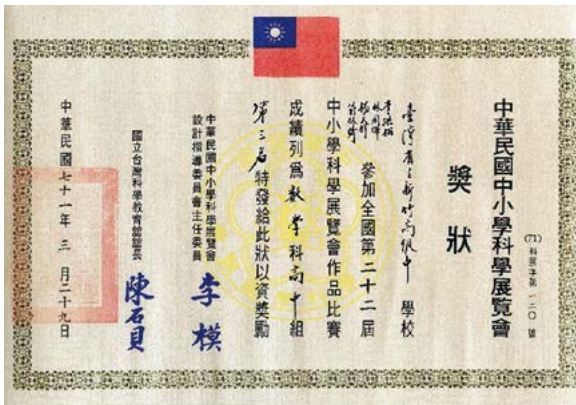 (71)科展字第一二〇號
中華民國中小學科學展覽會
獎狀
臺灣省立新竹高級中學校
參加全國第二十二屆
中小學科學展覽會作品比賽
成績列為數学科高中組
第三名特發給此狀以資獎勵
中華民國中小學科學展覽會
設計指導委員會主任委員
李模
國立台灣科學教育館館長
陳石貝
中華民國七十一年三月二十九日